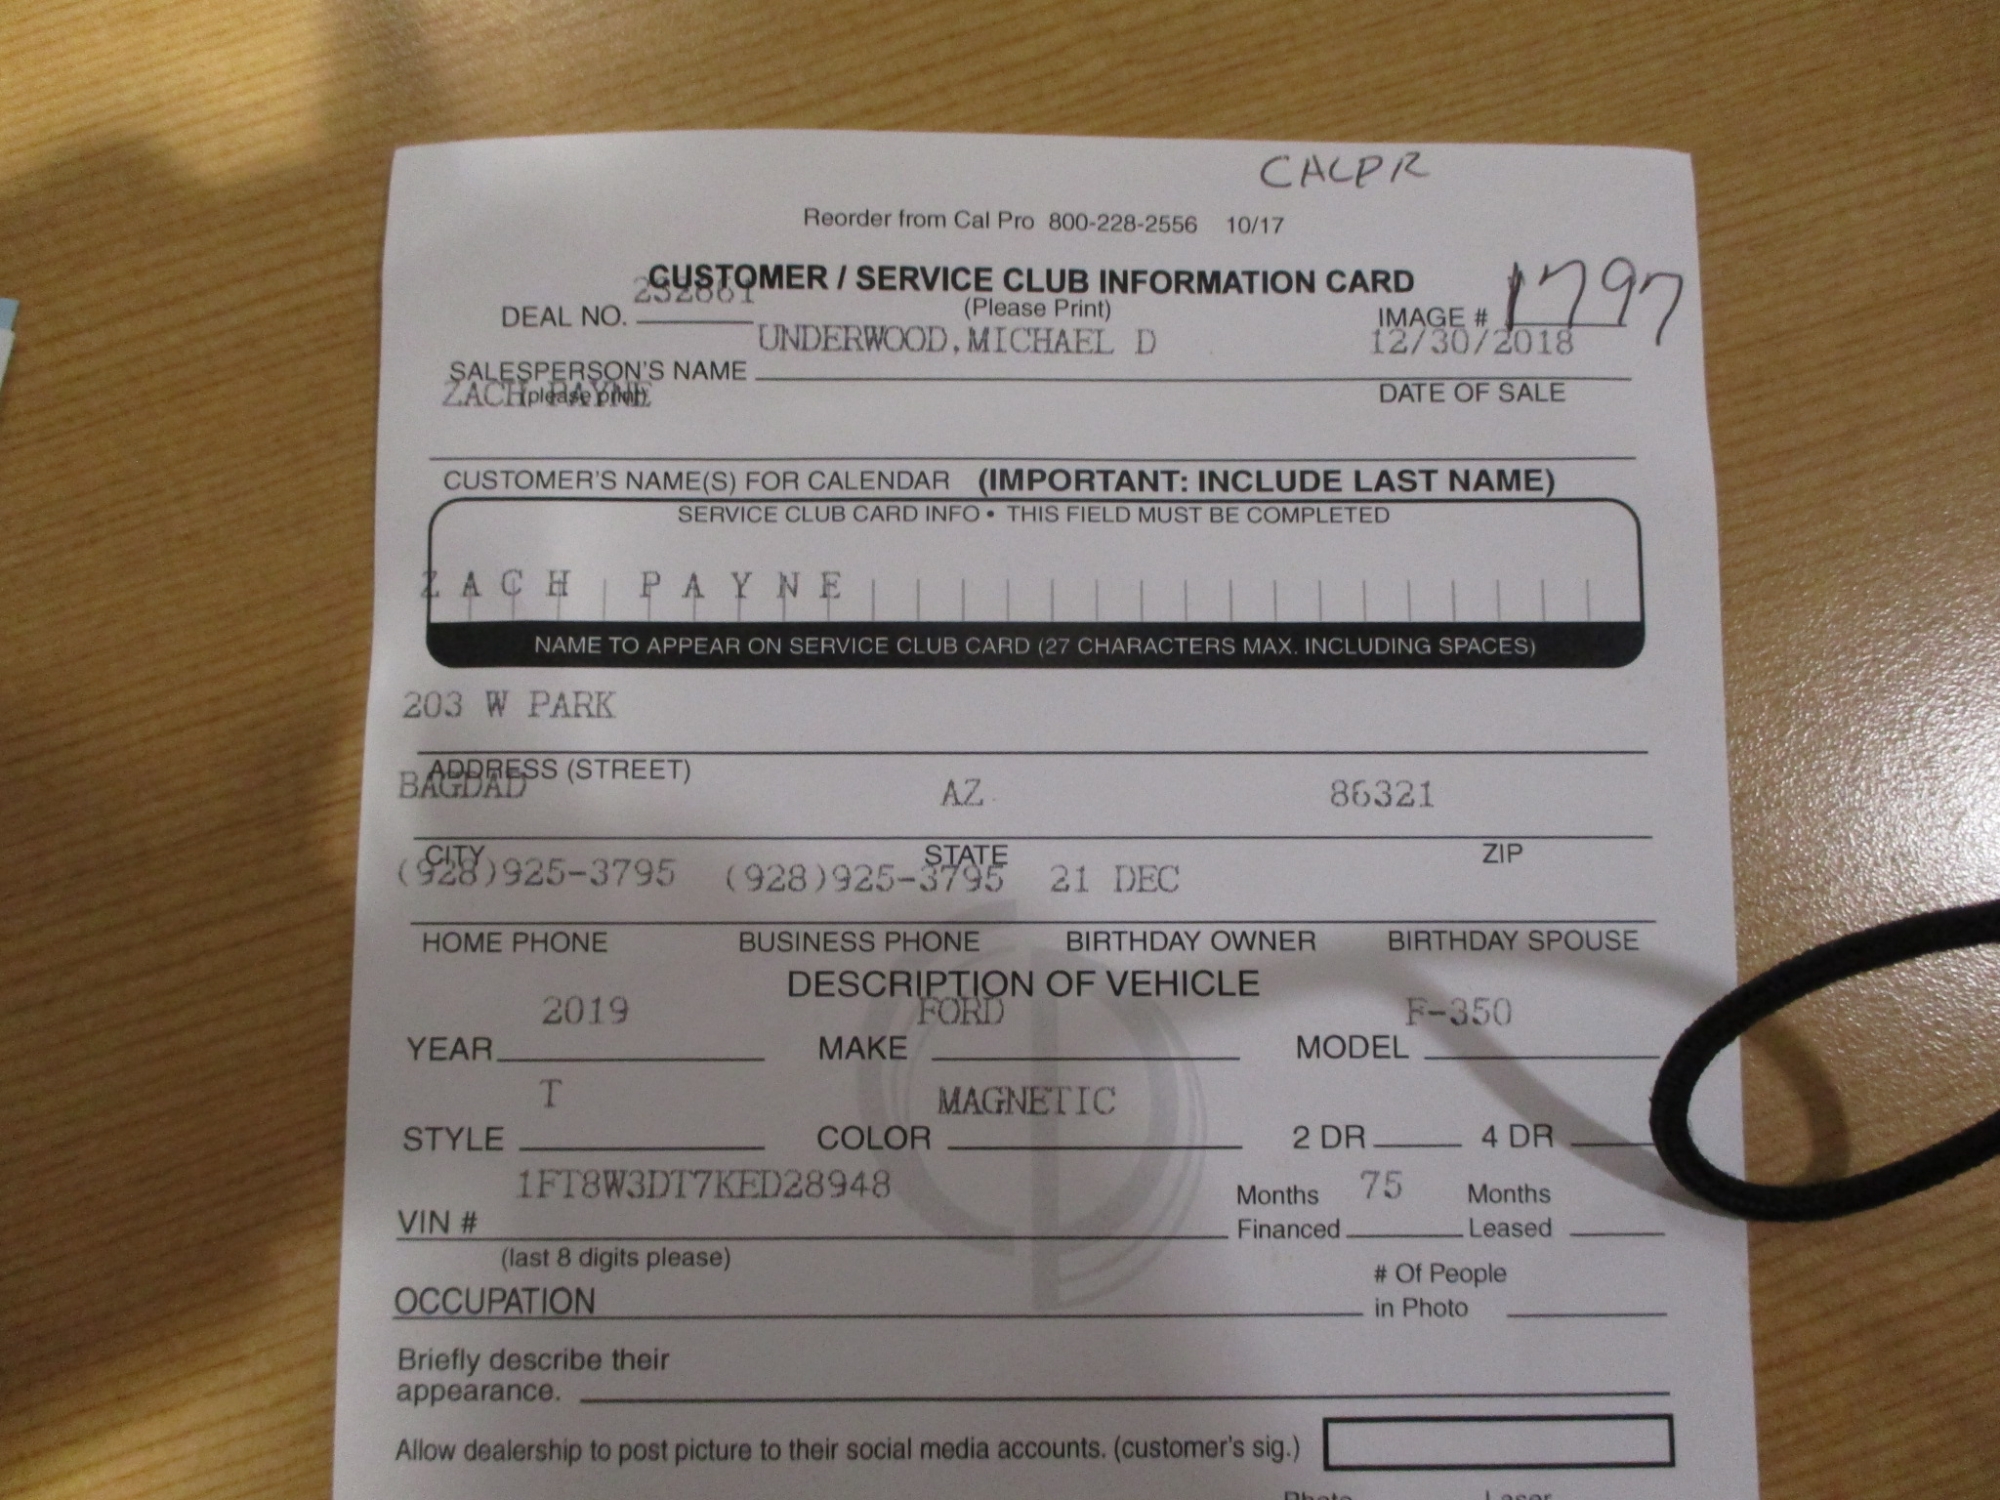 CALPR
Reorder from Cal Pro 800-228-2556 10/17
CUSTOMER / SERVICE CLUB INFORMATION CARD
232861
DEAL NO. (Please Print) IMAGE # 1797
UNDERWOOD,MICHAEL D 12/30/2018
SALESPERSON'S NAME
ZACH PAYNE (please print) DATE OF SALE
CUSTOMER'S NAME(S) FOR CALENDAR (IMPORTANT: INCLUDE LAST NAME)
SERVICE CLUB CARD INFO • THIS FIELD MUST BE COMPLETED
ZACH PAYNE
NAME TO APPEAR ON SERVICE CLUB CARD (27 CHARACTERS MAX. INCLUDING SPACES)
203 W PARK
ADDRESS (STREET)
BAGDAD AZ 86321
CITY STATE ZIP
(928)925-3795 (928)925-3795 21 DEC
HOME PHONE BUSINESS PHONE BIRTHDAY OWNER BIRTHDAY SPOUSE
DESCRIPTION OF VEHICLE
2019 FORD F-350
YEAR MAKE MODEL
T MAGNETIC
STYLE COLOR 2 DR 4 DR
1FT8W3DT7KED28948 Months 75 Months
VIN # Financed Leased
(last 8 digits please)
# Of People
OCCUPATION in Photo
Briefly describe their
appearance.
Allow dealership to post picture to their social media accounts. (customer's sig.)